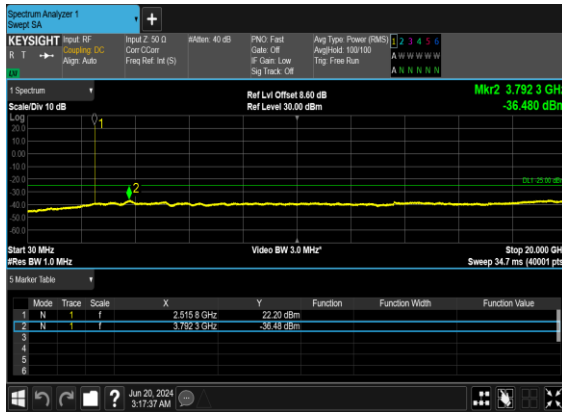 Spectrum Analyzer 1
Swept SA
+
KEYSIGHT Input: RF Input Z: 50 Ω #Atten: 40 dB PNO: Fast Avg Type: Power (RMS) 1 2 3 4 5 6
R T Coupling: DC Corr CCorr Gate: Off Avg|Hold: 100/100 A W W W W W
Align: Auto Freq Ref: Int (S) IF Gain: Low Trig: Free Run
Sig Track: Off A N N N N N
1 Spectrum Ref Lvl Offset 8.60 dB Mkr2 3.792 3 GHz
Scale/Div 10 dB Ref Level 30.00 dBm -36.480 dBm
Log
20.0
10.0
0.00
-10.0
-20.0
-30.0
-40.0
-50.0
-60.0
1
2
DL1 -25.00 dBm
Start 30 MHz Video BW 3.0 MHz* Stop 20.000 GHz
#Res BW 1.0 MHz Sweep 34.7 ms (40001 pts)
5 Marker Table
Mode Trace Scale X Y Function Function Width Function Value
1 N 1 f 2.515 8 GHz 22.20 dBm
2 N 1 f 3.792 3 GHz -36.48 dBm
3
4
5
6
? Jun 20, 2024
3:17:37 AM